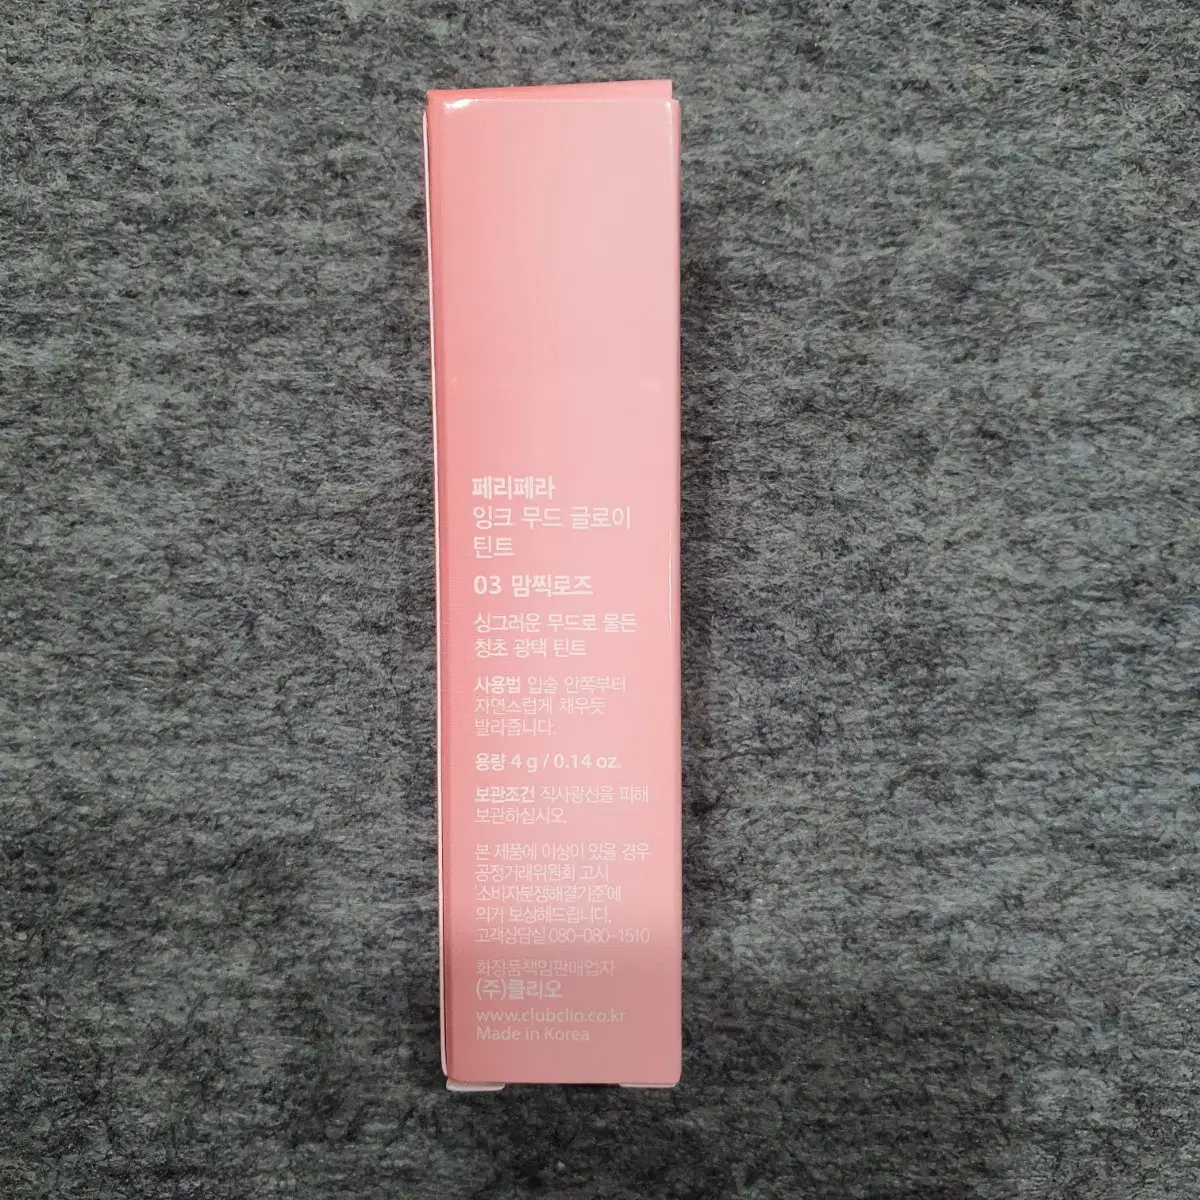 페리페라
잉크 무드 글로이
틴트
03 맘찍로즈
싱그러운 무드로 물든
청초 광택 틴트
사용법 입술 안쪽부터
자연스럽게 채우듯
발라줍니다.
용량 4 g / 0.14 oz.
보관조건 직사광선을 피해
보관하십시오.
본 제품에 이상이 있을 경우
공정거래위원회 고시
'소비자분쟁해결기준'에
의거 보상해드립니다.
고객상담실 080-080-1510
화장품책임판매업자
(주)클리오
www.clubclio.co.kr
Made in Korea